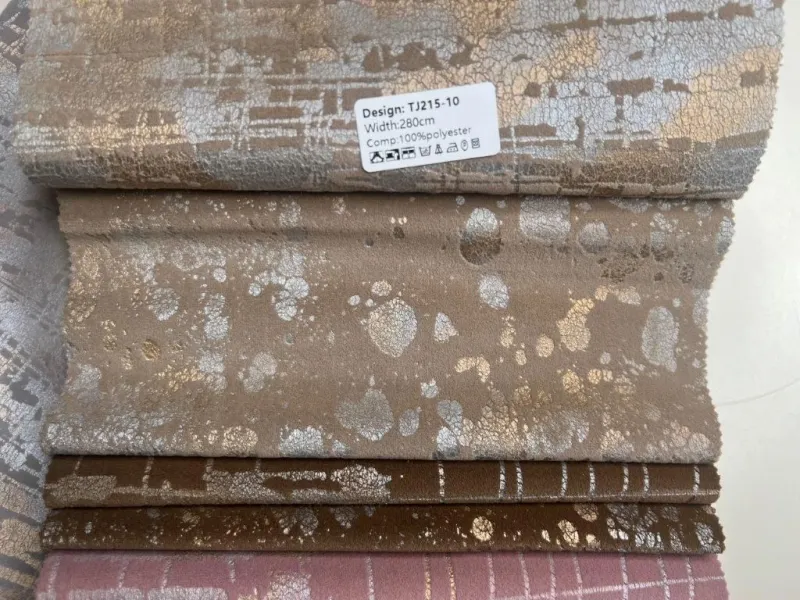 Design: TJ215-10
Width:280cm
Comp:100%polyester